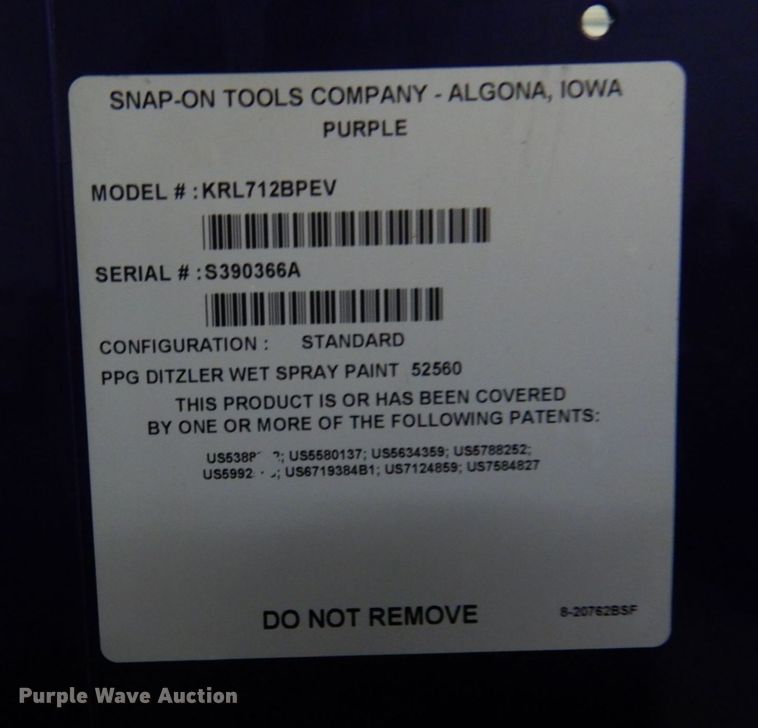 SNAP-ON TOOLS COMPANY - ALGONA, IOWA
PURPLE
MODEL # : KRL712BPEV
SERIAL # : S390366A
CONFIGURATION : STANDARD
PPG DITZLER WET SPRAY PAINT 52560
THIS PRODUCT IS OR HAS BEEN COVERED
BY ONE OR MORE OF THE FOLLOWING PATENTS:
US5580137; US5634359; US5788252;
US6719384B1; US7124859; US7584827
DO NOT REMOVE
8-20762BSF
Purple Wave Auction